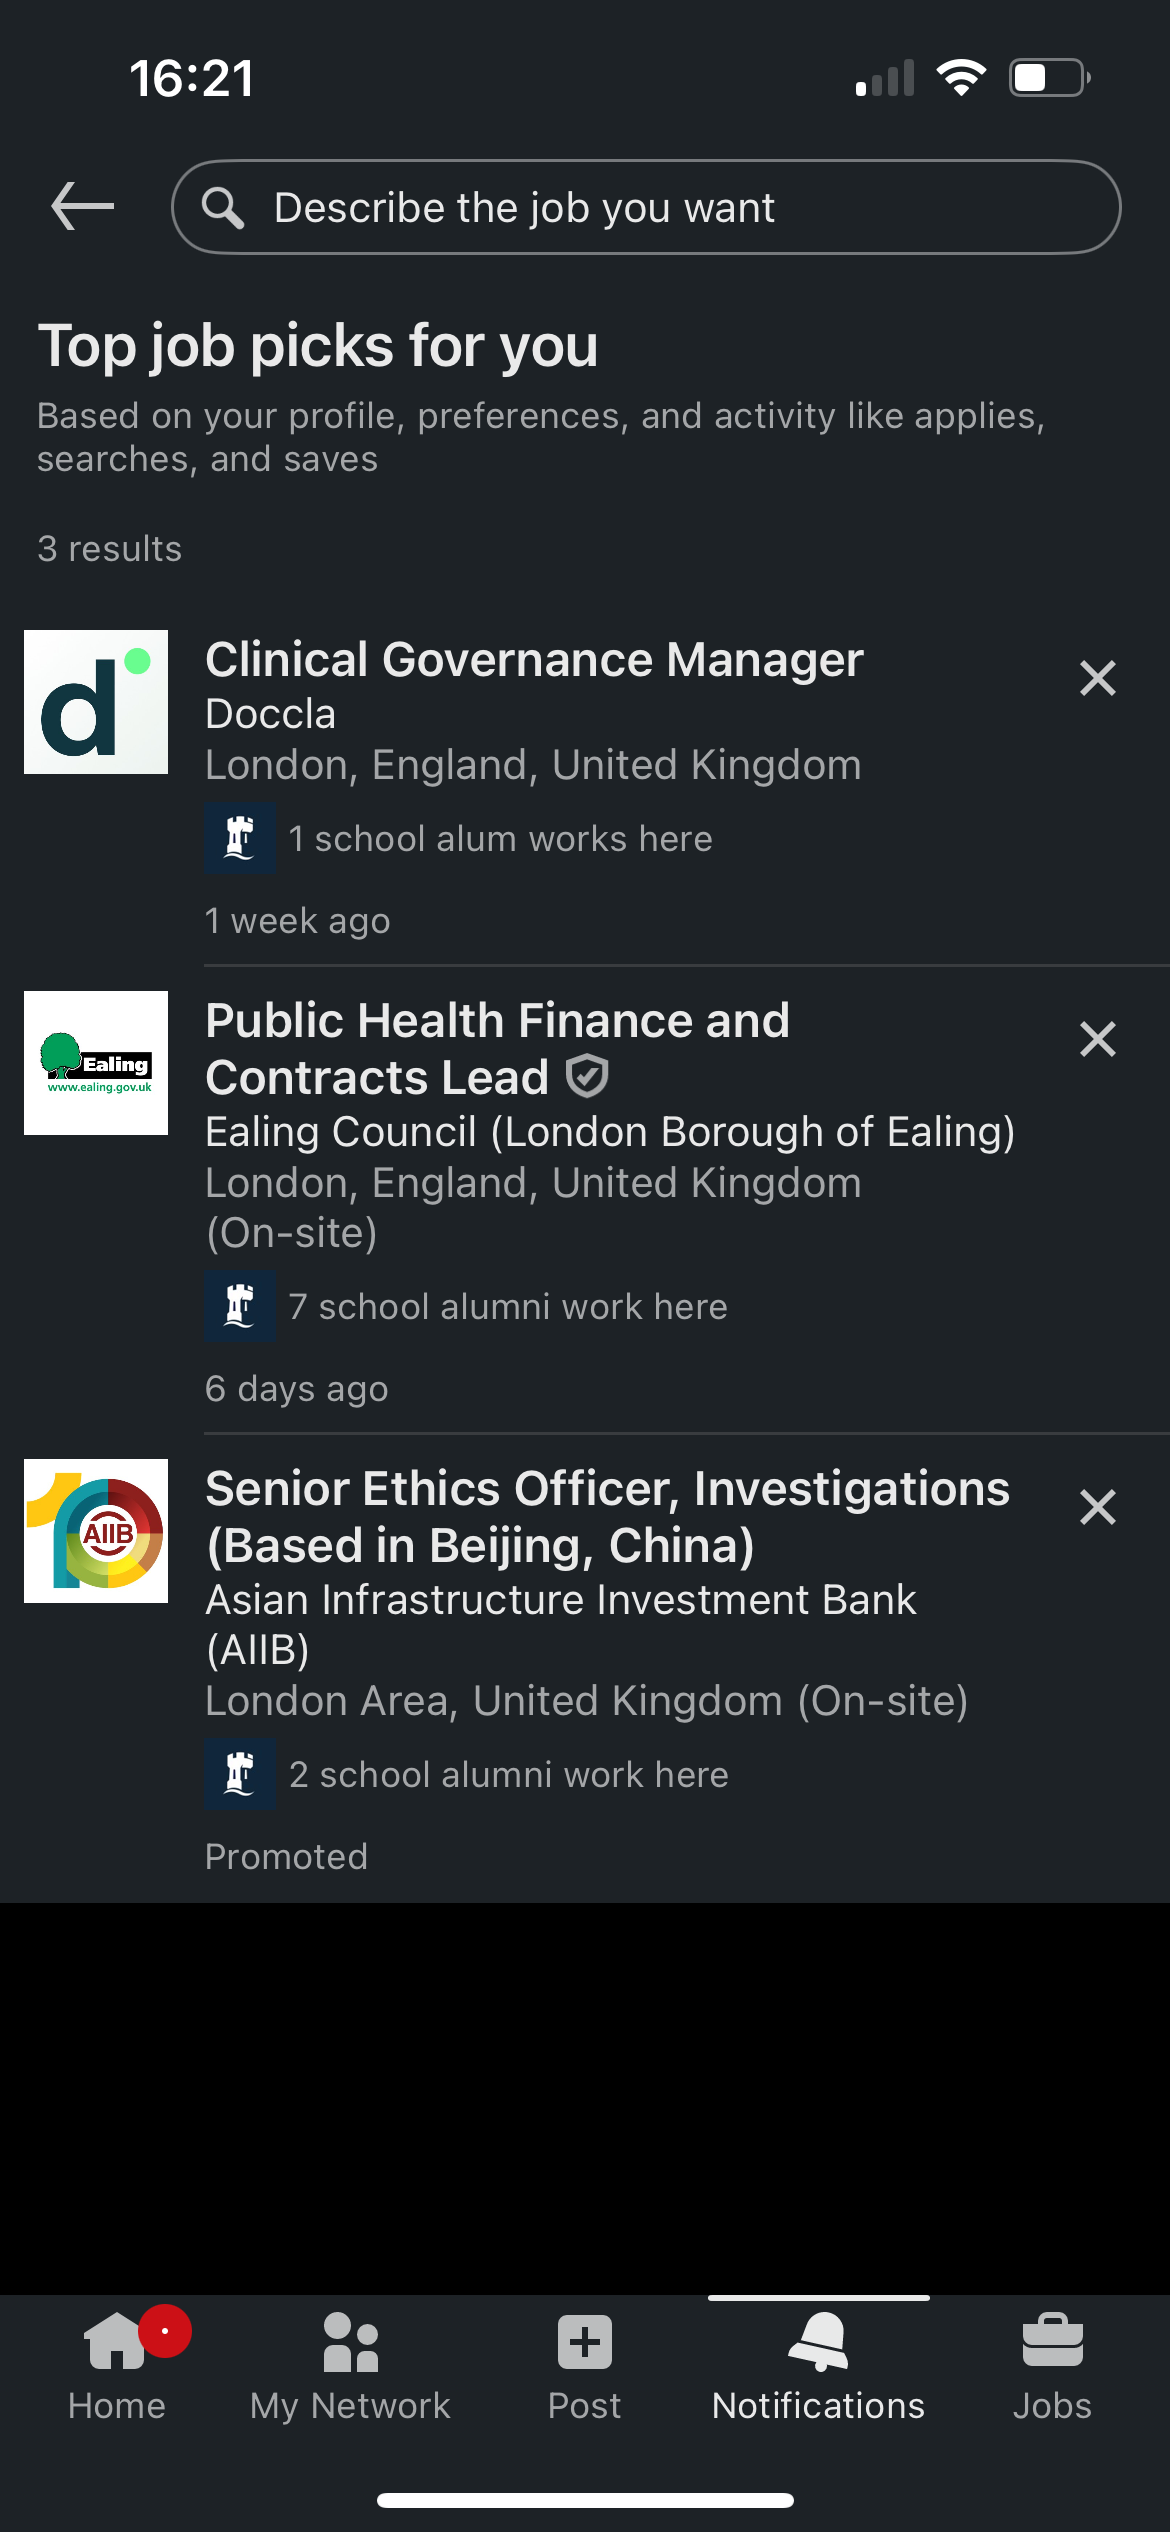 16:21
Describe the job you want
Top job picks for you
Based on your profile, preferences, and activity like applies,
searches, and saves
3 results
d
Clinical Governance Manager
Doccla
London, England, United Kingdom
1 school alum works here
1 week ago
Ealing
www.ealing.gov.uk
Public Health Finance and
Contracts Lead
Ealing Council (London Borough of Ealing)
London, England, United Kingdom
(On-site)
7 school alumni work here
6 days ago
10
AIIB
Senior Ethics Officer, Investigations
(Based in Beijing, China)
Asian Infrastructure Investment Bank
(AIIB)
London Area, United Kingdom (On-site)
2 school alumni work here
Promoted
Home
My Network
Post
Notifications
Jobs